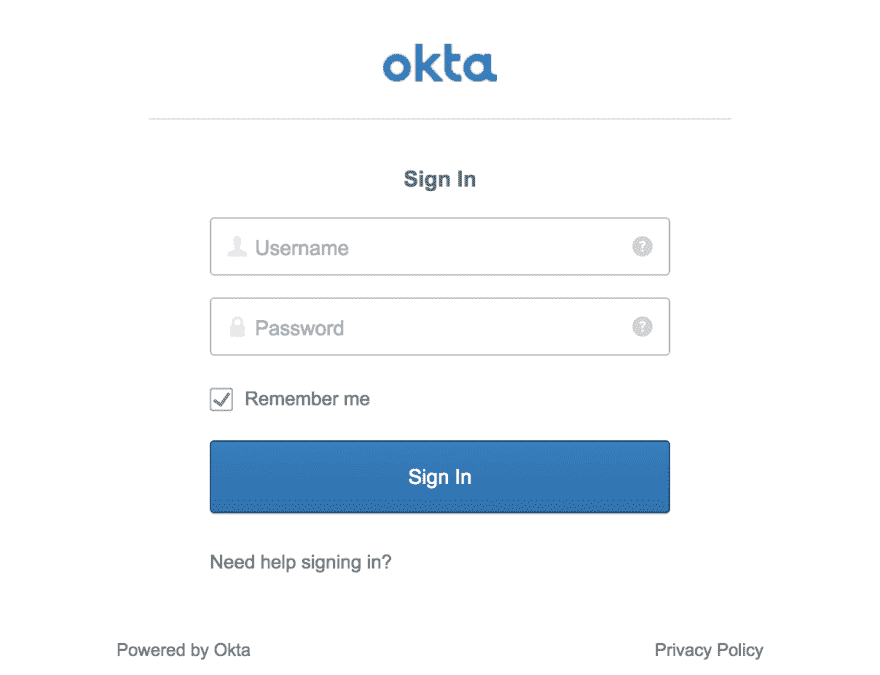 okta
Sign In
Username
?
Password
?
Remember me
Sign In
Need help signing in?
Powered by Okta
Privacy Policy